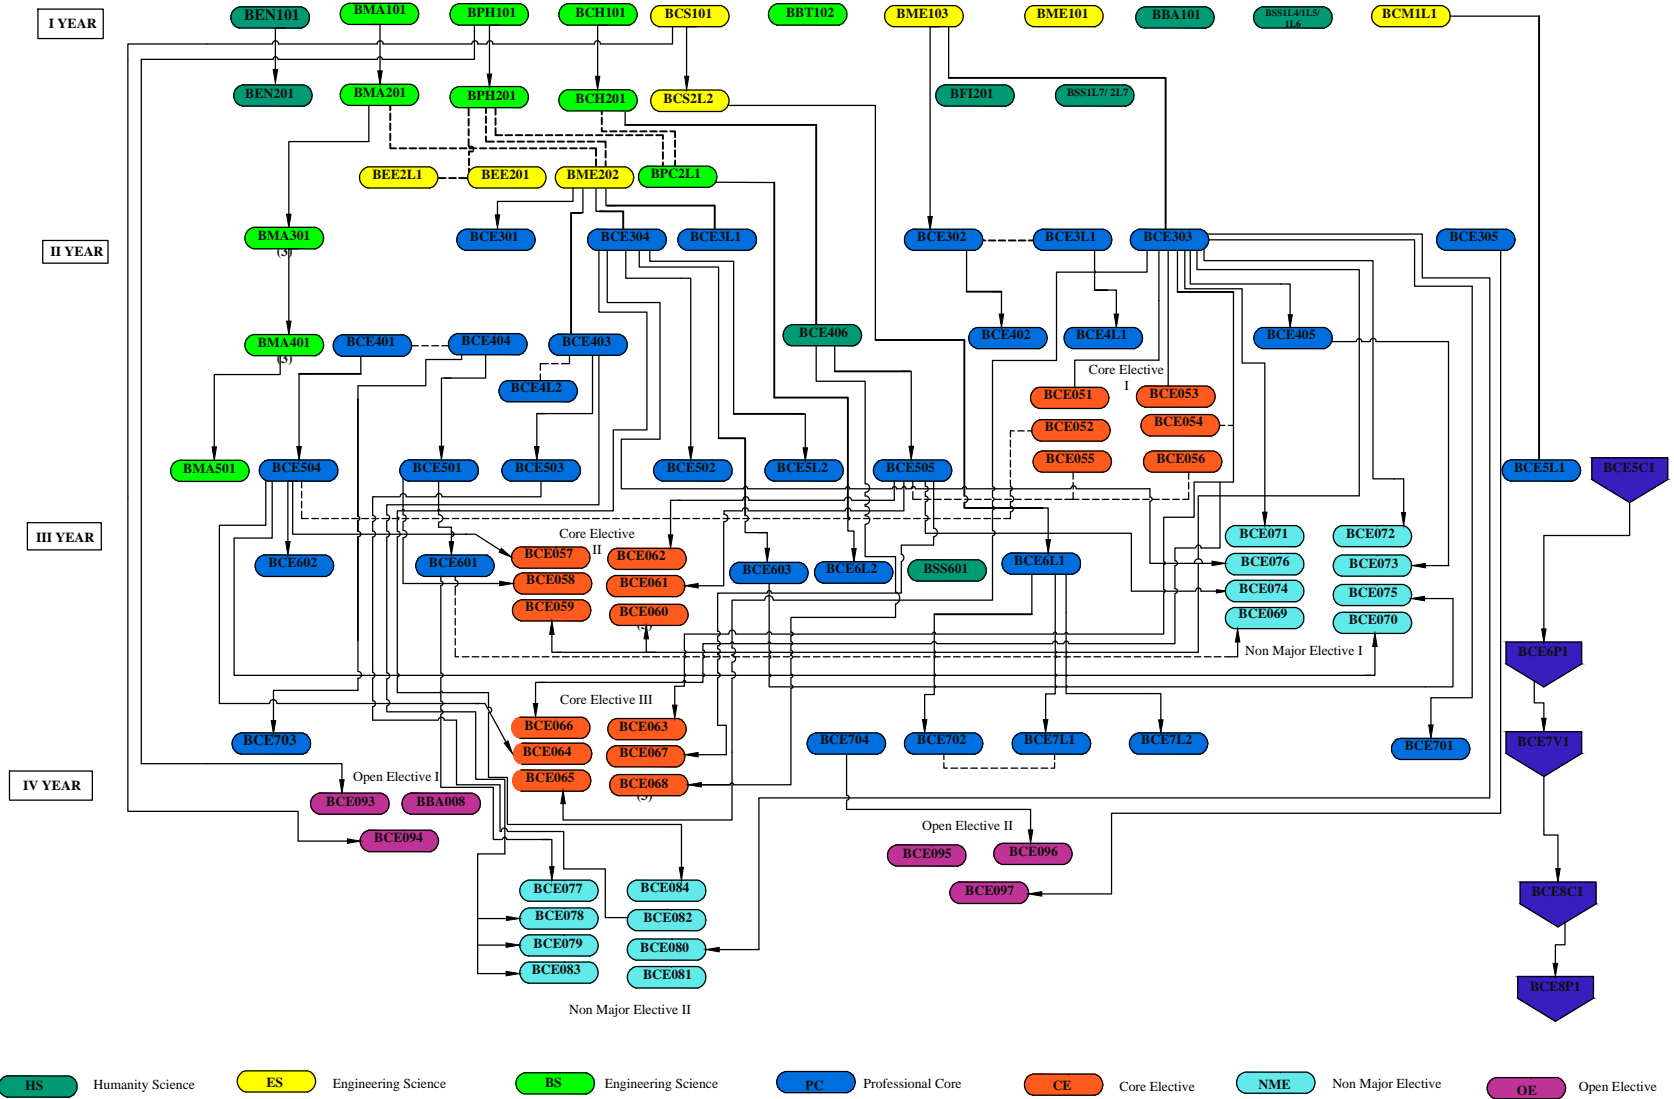 I YEAR
BEN101
BMA101
BPH101
BCH101
BCS101
BBT102
BME103
BME101
BBA101
BSS1L4/1L5/
1L6
BCM1L1
BEN201
BMA201
BPH201
BCH201
BCS2L2
BFI201
BSS1L7/ 2L7
BEE2L1
BEE201
BME202
BPC2L1
II YEAR
BMA301
(3)
BCE301
BCE304
BCE3L1
BCE302
BCE3L1
BCE303
BCE305
BMA401
(3)
BCE401
BCE404
BCE403
BCE406
BCE402
BCE4L1
BCE405
BCE4L2
Core Elective
I
BCE051
BCE053
BCE052
BCE054
BCE055
BCE056
BMA501
BCE504
BCE501
BCE503
BCE502
BCE5L2
BCE505
BCE5L1
BCE5C1
III YEAR
Core Elective
II
BCE071
BCE072
BCE602
BCE601
BCE057
BCE062
BCE603
BCE6L2
BSS601
BCE6L1
BCE076
BCE073
BCE058
BCE061
BCE074
BCE075
BCE059
BCE060
(3)
BCE069
BCE070
Non Major Elective I
BCE6P1
Core Elective III
BCE703
BCE066
BCE063
BCE704
BCE702
BCE7L1
BCE7L2
BCE701
BCE7V1
BCE064
BCE067
BCE065
BCE068
(3)
IV YEAR
Open Elective I
BCE093
BBA008
BCE094
Open Elective II
BCE095
BCE096
BCE097
BCE077
BCE084
BCE078
BCE082
BCE079
BCE080
BCE083
BCE081
Non Major Elective II
BCE8C1
BCE8P1
HS
Humanity Science
ES
Engineering Science
BS
Engineering Science
PC
Professional Core
CE
Core Elective
NME
Non Major Elective
OE
Open Elective